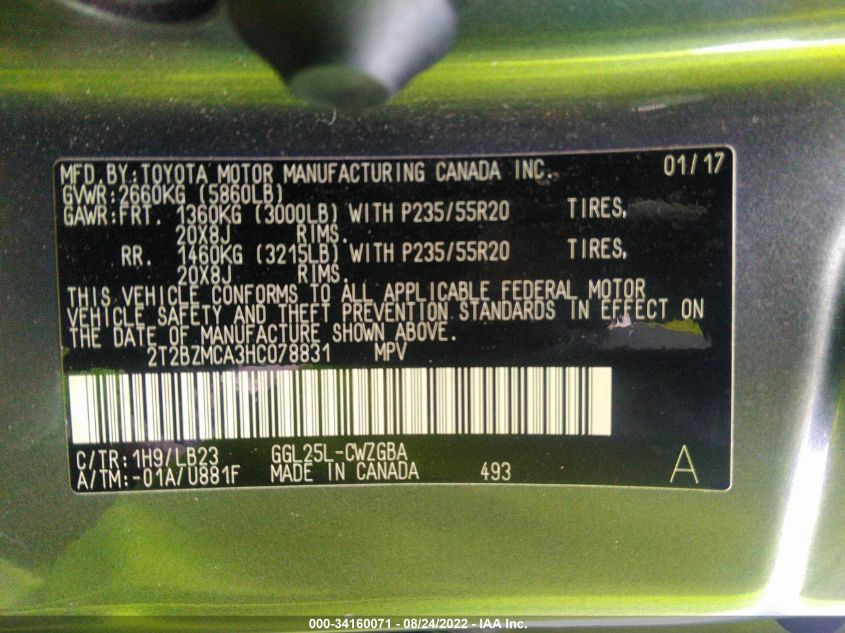 MFD.BY:TOYOTA MOTOR MANUFACTURING CANADA INC. 01/17
GVWR:2660KG (5860LB)
GAWR:FRT. 1360KG (3000LB) WITH P235/55R20 TIRES,
20X8J RIMS.
RR. 1460KG (3215LB) WITH P235/55R20 TIRES,
20X8J RIMS.
THIS VEHICLE CONFORMS TO ALL APPLICABLE FEDERAL MOTOR
VEHICLE SAFETY AND THEFT PREVENTION STANDARDS IN EFFECT ON
THE DATE OF MANUFACTURE SHOWN ABOVE.
2T2BZMCA3HC078831 MPV
C/TR:1H9/LB23 GGL25L-CWZGBA
A/TM:-01A/U881F MADE IN CANADA 493 A
000-34160071 - 08/24/2022 - IAA Inc.